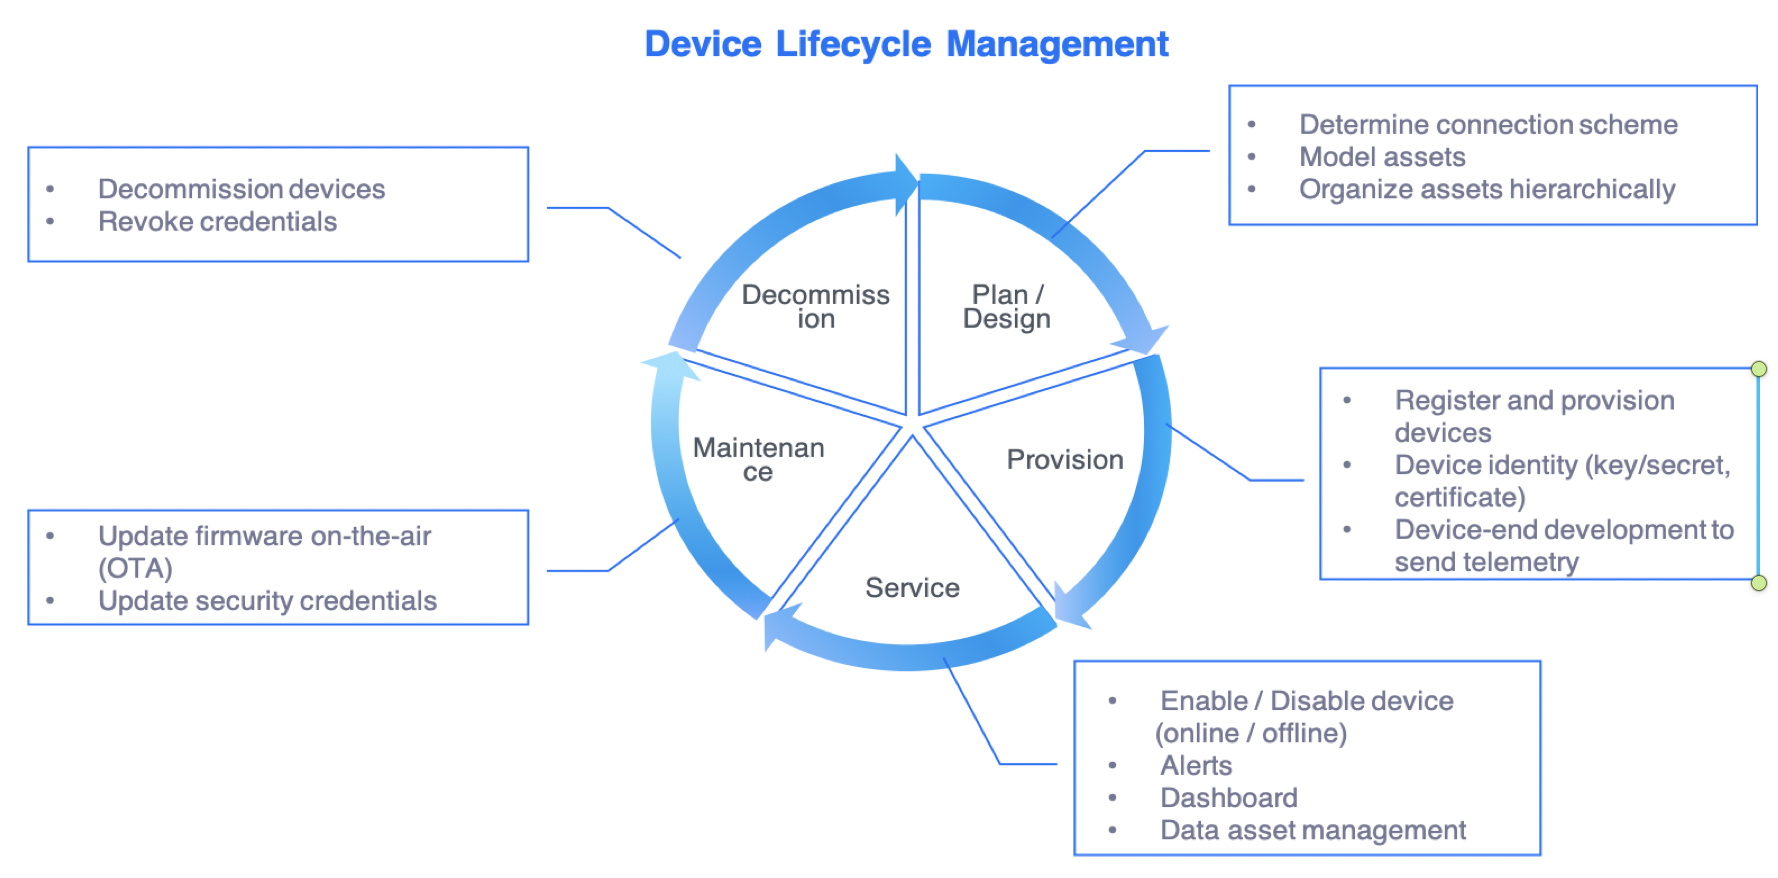 Device Lifecycle Management
• Determine connection scheme
• Model assets
• Organize assets hierarchically
• Decommission devices
• Revoke credentials
Decommiss
ion
Plan /
Design
• Register and provision
devices
• Device identity (key/secret,
certificate)
• Device-end development to
send telemetry
Maintenan
ce
Provision
• Update firmware on-the-air
(OTA)
• Update security credentials
Service
• Enable / Disable device
(online / offline)
• Alerts
• Dashboard
• Data asset management